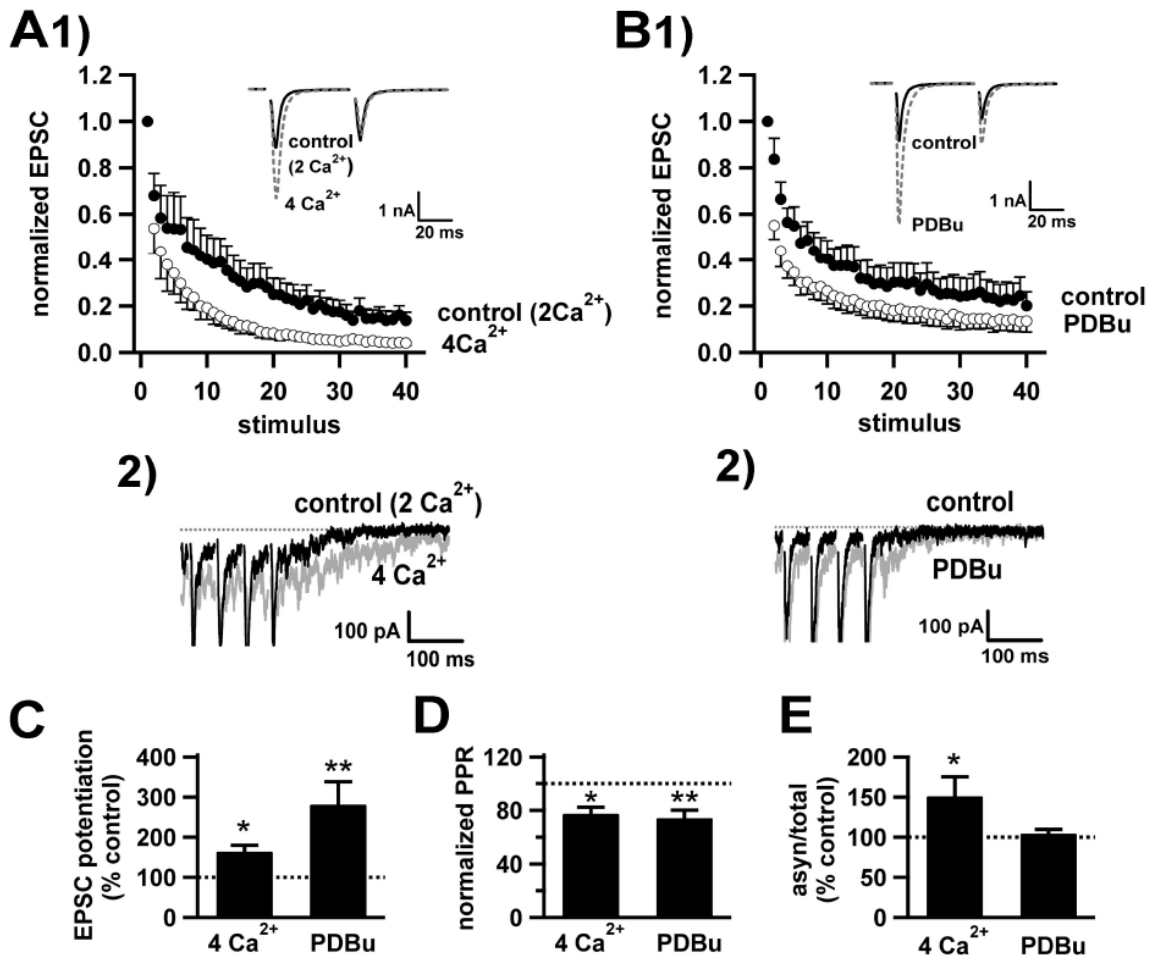 A1)
1.2
1.0
0.8
0.6
0.4
0.2
0.0
normalized EPSC
control
(2 Ca²⁺)
4 Ca²⁺
1 nA
20 ms
control (2Ca²⁺)
4Ca²⁺
0 10 20 30 40
stimulus
B1)
1.2
1.0
0.8
0.6
0.4
0.2
0.0
normalized EPSC
control
PDBu
1 nA
20 ms
control
PDBu
0 10 20 30 40
stimulus
2)
control (2 Ca²⁺)
4 Ca²⁺
100 pA
100 ms
2)
control
PDBu
100 pA
100 ms
C
EPSC potentiation
(% control)
400
300
200
100
0
*
**
4 Ca²⁺ PDBu
D
normalized PPR
120
80
40
0
*
**
4 Ca²⁺ PDBu
E
asyn/total
(% control)
200
150
100
50
0
*
4 Ca²⁺ PDBu